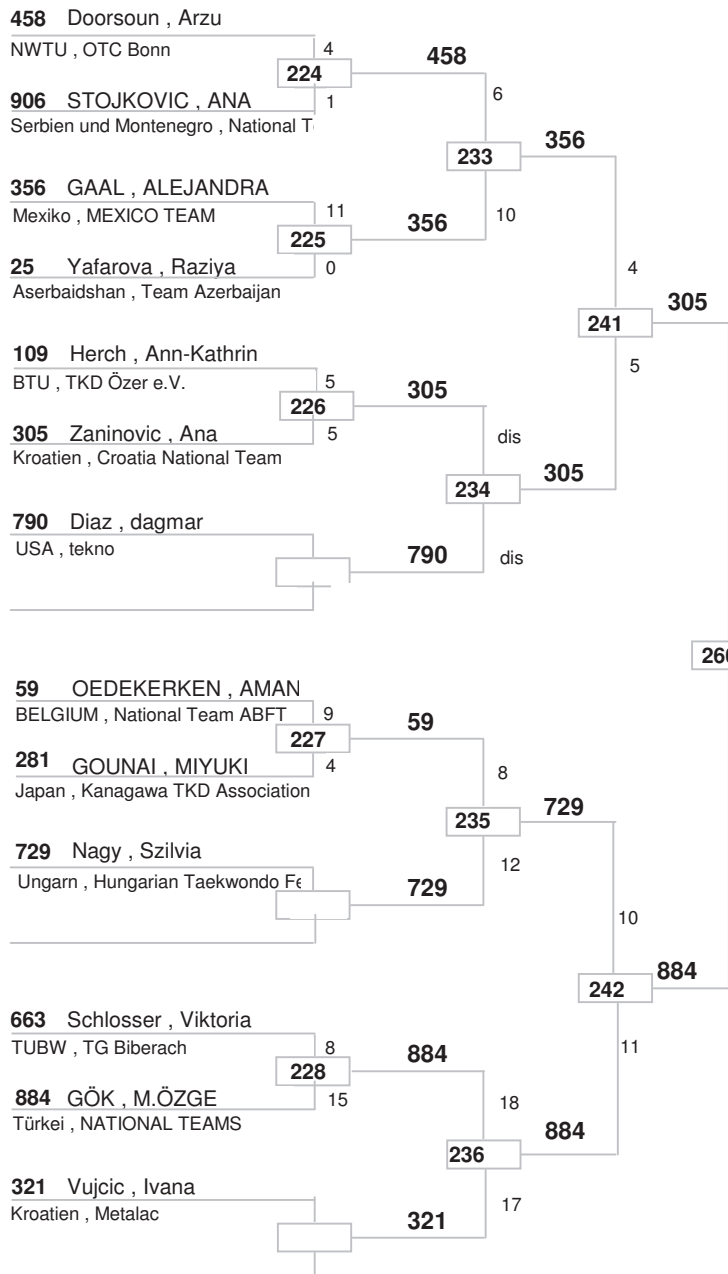 458 Doorsoun , Arzu
NWTU , OTC Bonn
4
458
224
6
906 STOJKOVIC , ANA
1
Serbien und Montenegro , National T
356
233
356 GAAL , ALEJANDRA
11
Mexiko , MEXICO TEAM
356
10
225
25 Yafarova , Raziya
0
4
Aserbaidshan , Team Azerbaijan
305
241
109 Herch , Ann-Kathrin
5
BTU , TKD Özer e.V.
5
305
226
305 Zaninovic , Ana
5
dis
Kroatien , Croatia National Team
305
234
790 Diaz , dagmar
USA , tekno
790
dis
59 OEDEKERKEN , AMAN
BELGIUM , National Team ABFT
9
59
227
281 GOUNAI , MIYUKI
4
8
Japan , Kanagawa TKD Association
729
235
729 Nagy , Szilvia
12
Ungarn , Hungarian Taekwondo Fe
729
10
884
242
663 Schlosser , Viktoria
TUBW , TG Biberach
8
884
11
228
884 GÖK , M.ÖZGE
15
18
Türkei , NATIONAL TEAMS
884
236
321 Vujcic , Ivana
17
Kroatien , Metalac
321